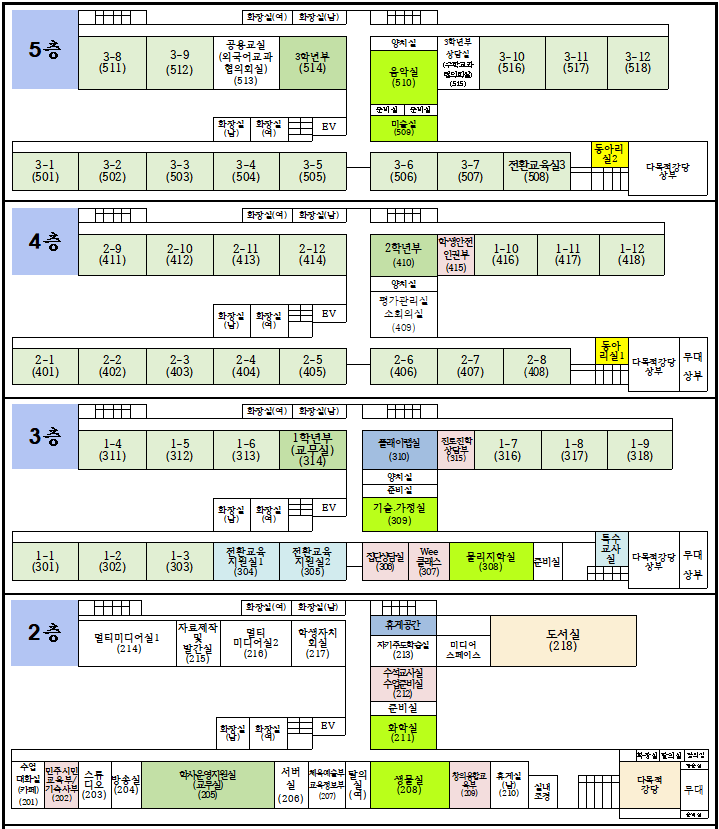 5층
화장실(여) 화장실(남)
3-8
(511)
3-9
(512)
공용교실
(외국어교과
협의회실)
(513)
3학년부
(514)
양치실
음악실
(510)
준비실 준비실
미술실
(509)
3학년부
상담실
(수학교과
협의회실)
(515)
3-10
(516)
3-11
(517)
3-12
(518)
화장실
(남)
화장실
(여)
EV
3-1
(501)
3-2
(502)
3-3
(503)
3-4
(504)
3-5
(505)
3-6
(506)
3-7
(507)
전환교육실3
(508)
동아리
실2
다목적강당
상부
4층
화장실(여) 화장실(남)
2-9
(411)
2-10
(412)
2-11
(413)
2-12
(414)
2학년부
(410)
학생안전
인권부
(415)
1-10
(416)
1-11
(417)
1-12
(418)
양치실
평가관리실
소회의실
(409)
화장실
(남)
화장실
(여)
EV
2-1
(401)
2-2
(402)
2-3
(403)
2-4
(404)
2-5
(405)
2-6
(406)
2-7
(407)
2-8
(408)
동아
리실1
다목적강당
상부
무대
상부
3층
화장실(여) 화장실(남)
1-4
(311)
1-5
(312)
1-6
(313)
1학년부
(교무실)
(314)
플레이랩실
(310)
진로진학
상담부
(315)
1-7
(316)
1-8
(317)
1-9
(318)
양치실
준비실
기술.가정실
(309)
화장실
(남)
화장실
(여)
EV
1-1
(301)
1-2
(302)
1-3
(303)
전환교육
지원실1
(304)
전환교육
지원실2
(305)
집단상담실
(306)
Wee
클래스
(307)
물리지학실
(308)
준비실
특수
교사
실
다목적강당
상부
무대
상부
2층
화장실(여) 화장실(남)
멀티미디어실1
(214)
자료제작
및
발간실
(215)
멀티
미디어실2
(216)
학생자치
회실
(217)
휴게공간
자기주도학습실
(213)
미디어
스페이스
도서실
(218)
수석교사실
수업준비실
(212)
준비실
화학실
(211)
화장실
(남)
화장실
(여)
EV
수업
대화실
(카페)
(201)
민주시민
교육부/
기숙사부
(202)
스튜
디오
(203)
방송실
(204)
학사운영지원실
(교무실)
(205)
서버
실
(206)
체육예술부
교육정보부
(207)
탈의
실
(여)
생물실
(208)
창의융합교
육부
(209)
휴게실
(남)
(210)
실내
조경
화장실 탈의실
다목적
강당
무대